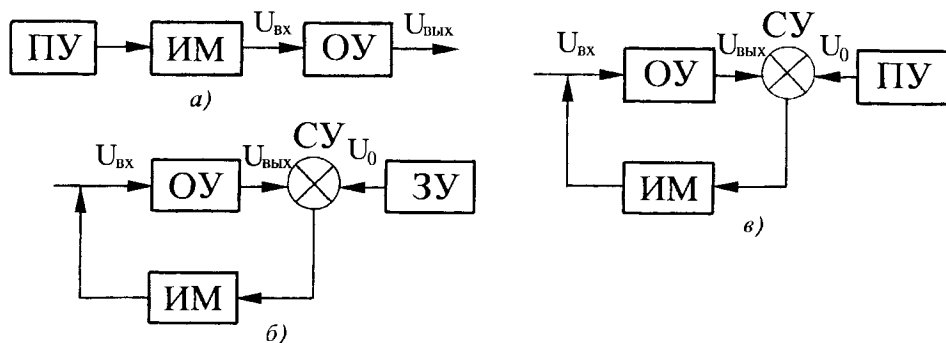 ПУ ИМ Uвх ОУ Uвых
а)
Uвх ОУ Uвых СУ U0 ЗУ
ИМ
б)
Uвх ОУ Uвых СУ U0 ПУ
ИМ
в)